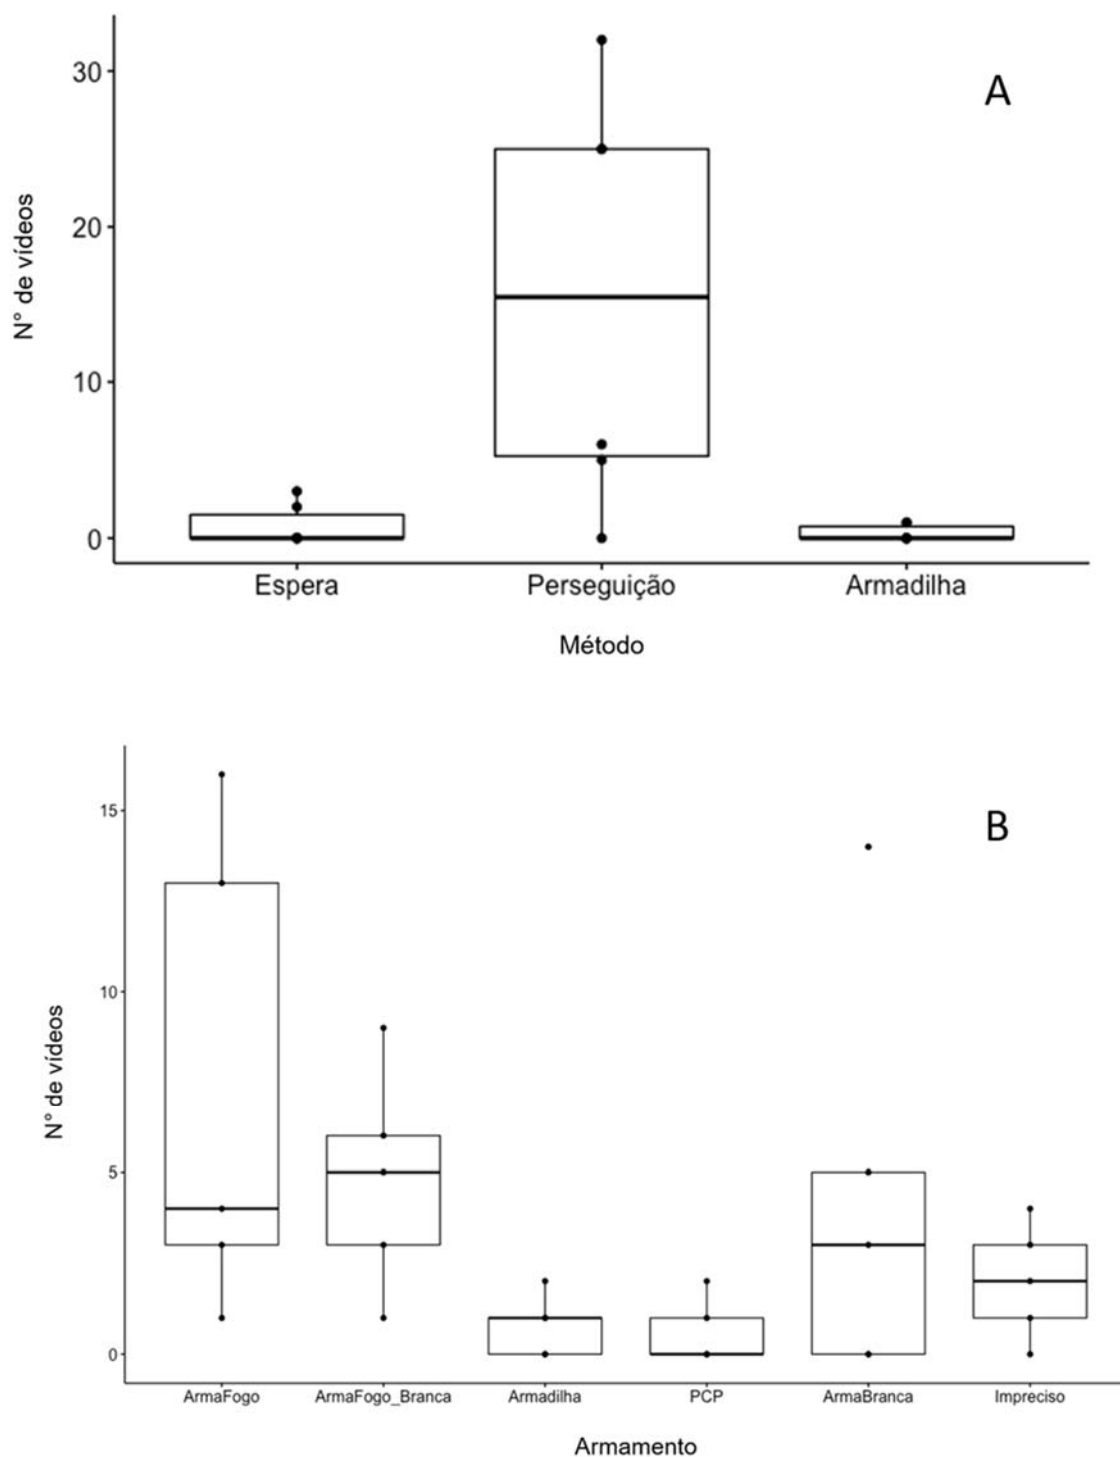 A
30
20
10
0
N° de vídeos
Espera Perseguição Armadilha
Método
B
15
10
5
0
N° de vídeos
ArmaFogo ArmaFogo_Branca Armadilha PCP ArmaBranca Impreciso
Armamento